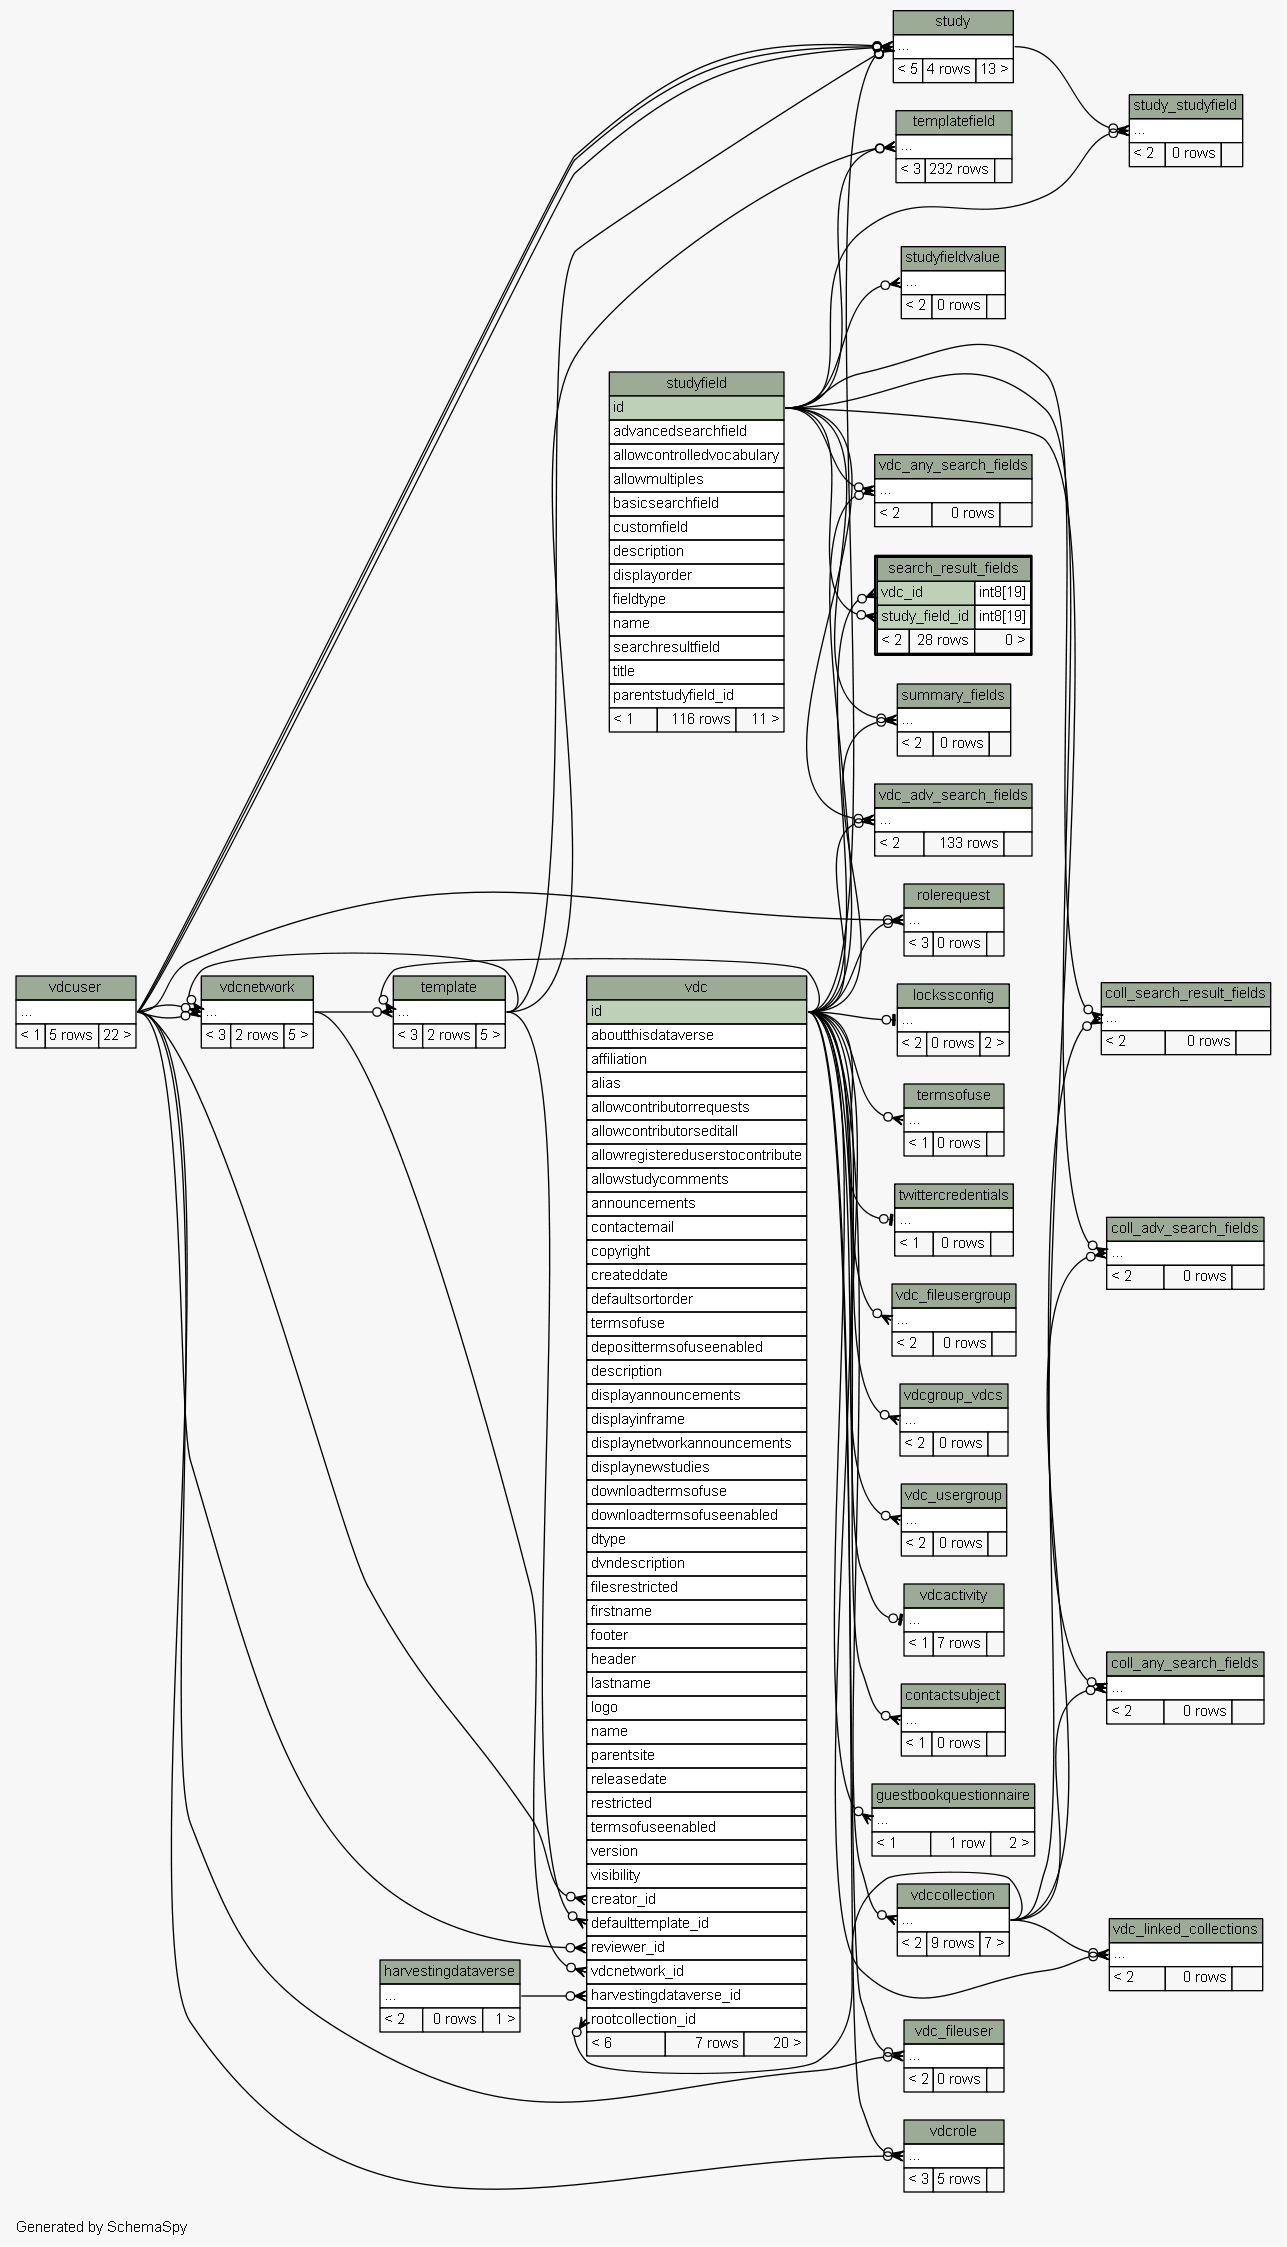 study
...
< 5 4 rows 13 >
study_studyfield
...
< 2 0 rows
templatefield
...
< 3 232 rows
studyfieldvalue
...
< 2 0 rows
studyfield
id
advancedsearchfield
allowcontrolledvocabulary
allowmultiples
basicsearchfield
customfield
description
displayorder
fieldtype
name
searchresultfield
title
parentstudyfield_id
< 1 116 rows 11 >
vdc_any_search_fields
...
< 2 0 rows
search_result_fields
vdc_id int8[19]
study_field_id int8[19]
< 2 28 rows 0 >
summary_fields
...
< 2 0 rows
vdc_adv_search_fields
...
< 2 133 rows
rolerequest
...
< 3 0 rows
vdcuser
...
< 1 5 rows 22 >
vdcnetwork
...
< 3 2 rows 5 >
template
...
< 3 2 rows 5 >
vdc
id
aboutthisdataverse
affiliation
alias
allowcontributorrequests
allowcontributorseditall
allowregistereduserstocontribute
allowstudycomments
announcements
contactemail
copyright
createddate
defaultsortorder
termsofuse
deposittermsofuseenabled
description
displayannouncements
displayinframe
displaynetworkannouncements
displaynewstudies
downloadtermsofuse
downloadtermsofuseenabled
dtype
dvndescription
filesrestricted
firstname
footer
header
lastname
logo
name
parentsite
releasedate
restricted
termsofuseenabled
version
visibility
creator_id
defaulttemplate_id
reviewer_id
vdcnetwork_id
harvestingdataverse_id
rootcollection_id
< 6 7 rows 20 >
lockssconfig
...
< 2 0 rows 2 >
coll_search_result_fields
...
< 2 0 rows
termsofuse
...
< 1 0 rows
twittercredentials
...
< 1 0 rows
coll_adv_search_fields
...
< 2 0 rows
vdc_fileusergroup
...
< 2 0 rows
vdcgroup_vdcs
...
< 2 0 rows
vdc_usergroup
...
< 2 0 rows
vdcactivity
...
< 1 7 rows
coll_any_search_fields
...
< 2 0 rows
contactsubject
...
< 1 0 rows
guestbookquestionnaire
...
< 1 1 row 2 >
vdccollection
...
< 2 9 rows 7 >
vdc_linked_collections
...
< 2 0 rows
harvestingdataverse
...
< 2 0 rows 1 >
vdc_fileuser
...
< 2 0 rows
vdcrole
...
< 3 5 rows
Generated by SchemaSpy